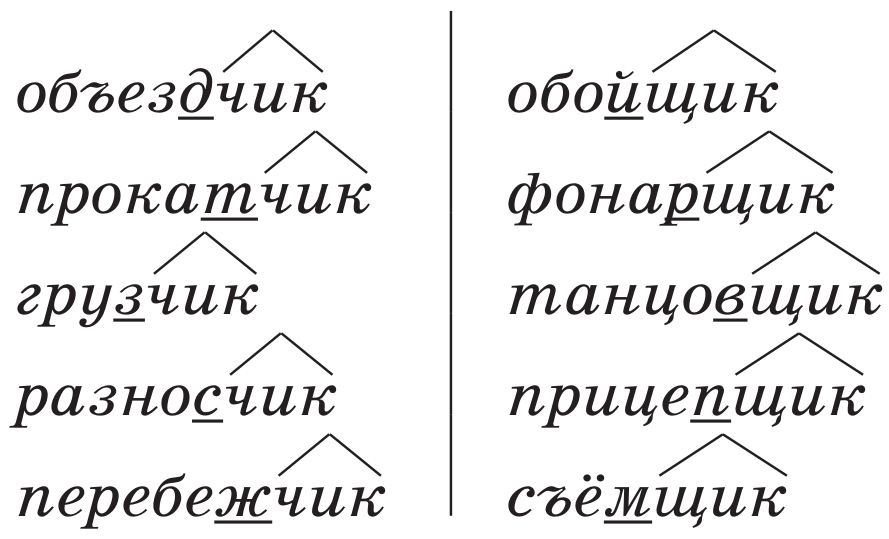 объездчик
прокатчик
грузчик
разносчик
перебежчик
обойщик
фонарщик
танцовщик
прицепщик
съёмщик